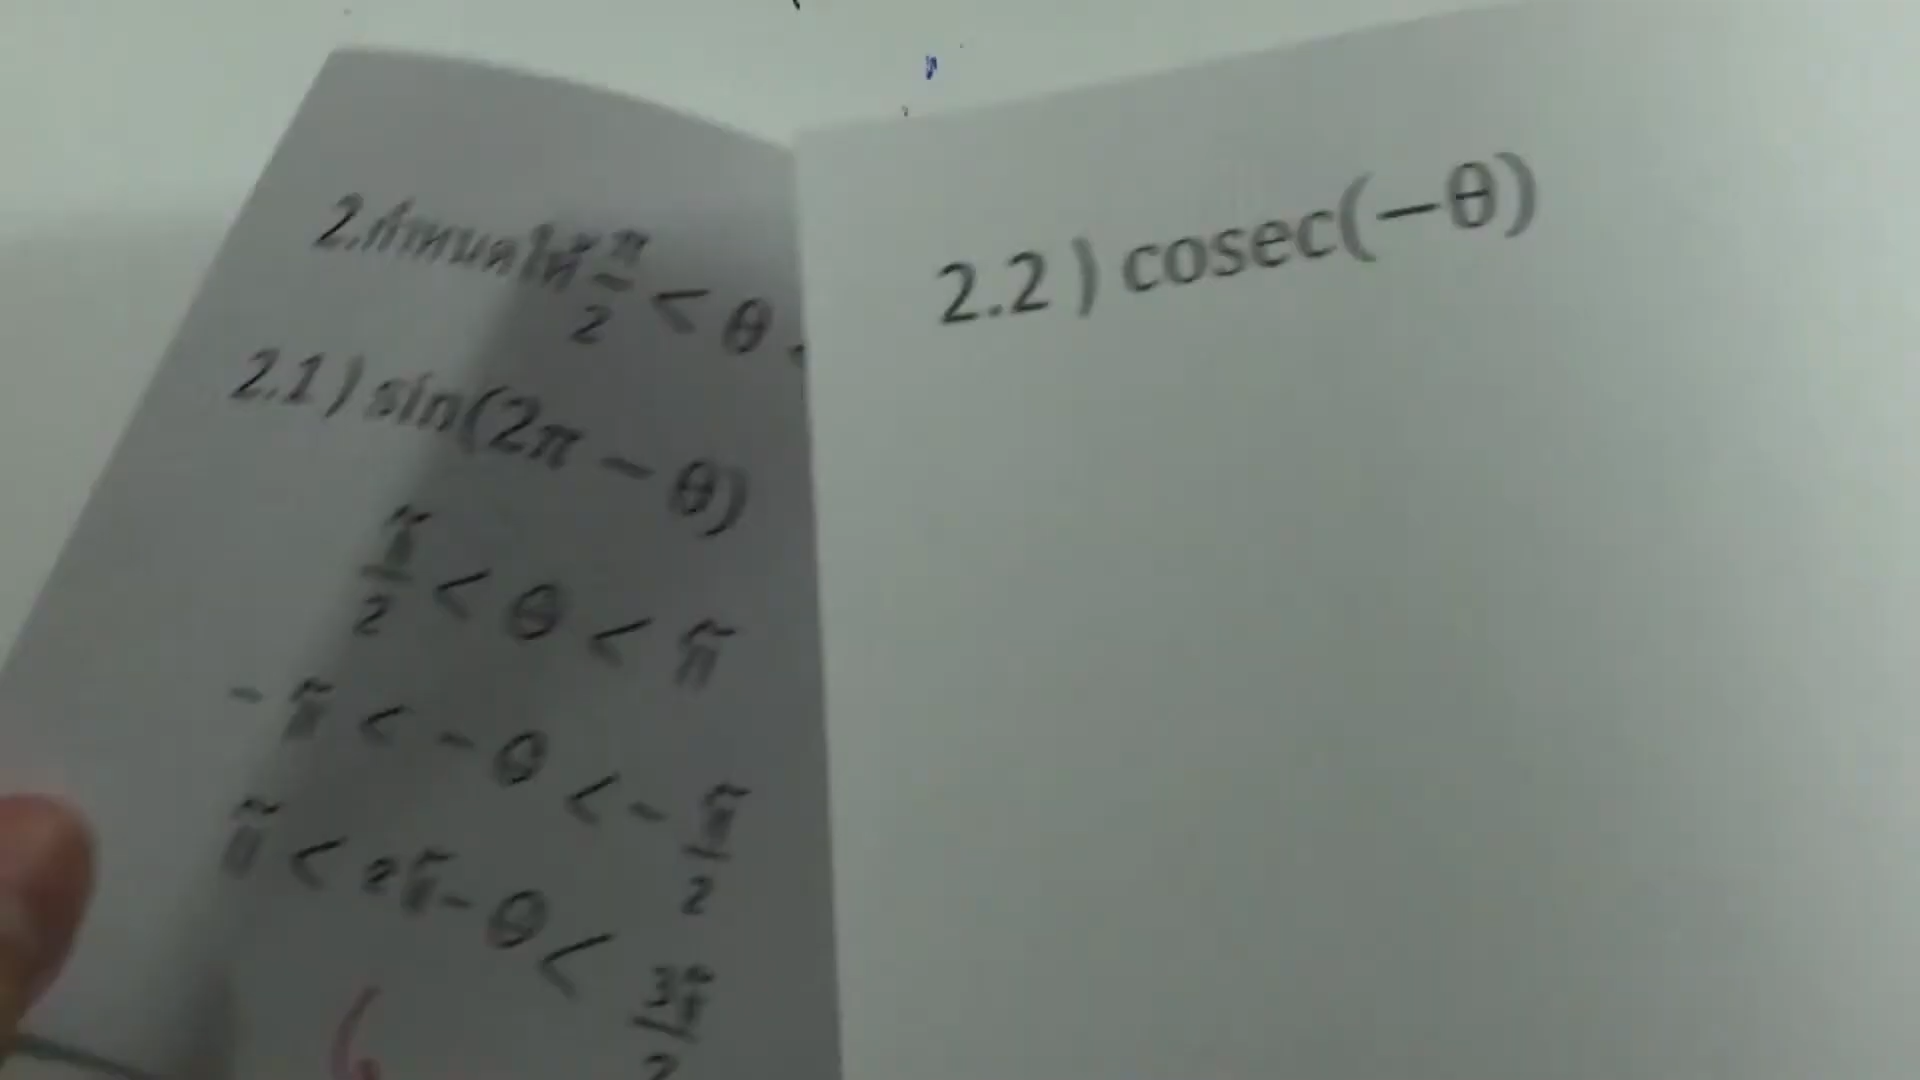 2.กำหนดให้ π/2 < θ
2.1) sin(2π − θ)
π/2 < θ < π
-π < -θ < -π/2
π < 2π-θ < 3π/2
2.2) cosec(−θ)